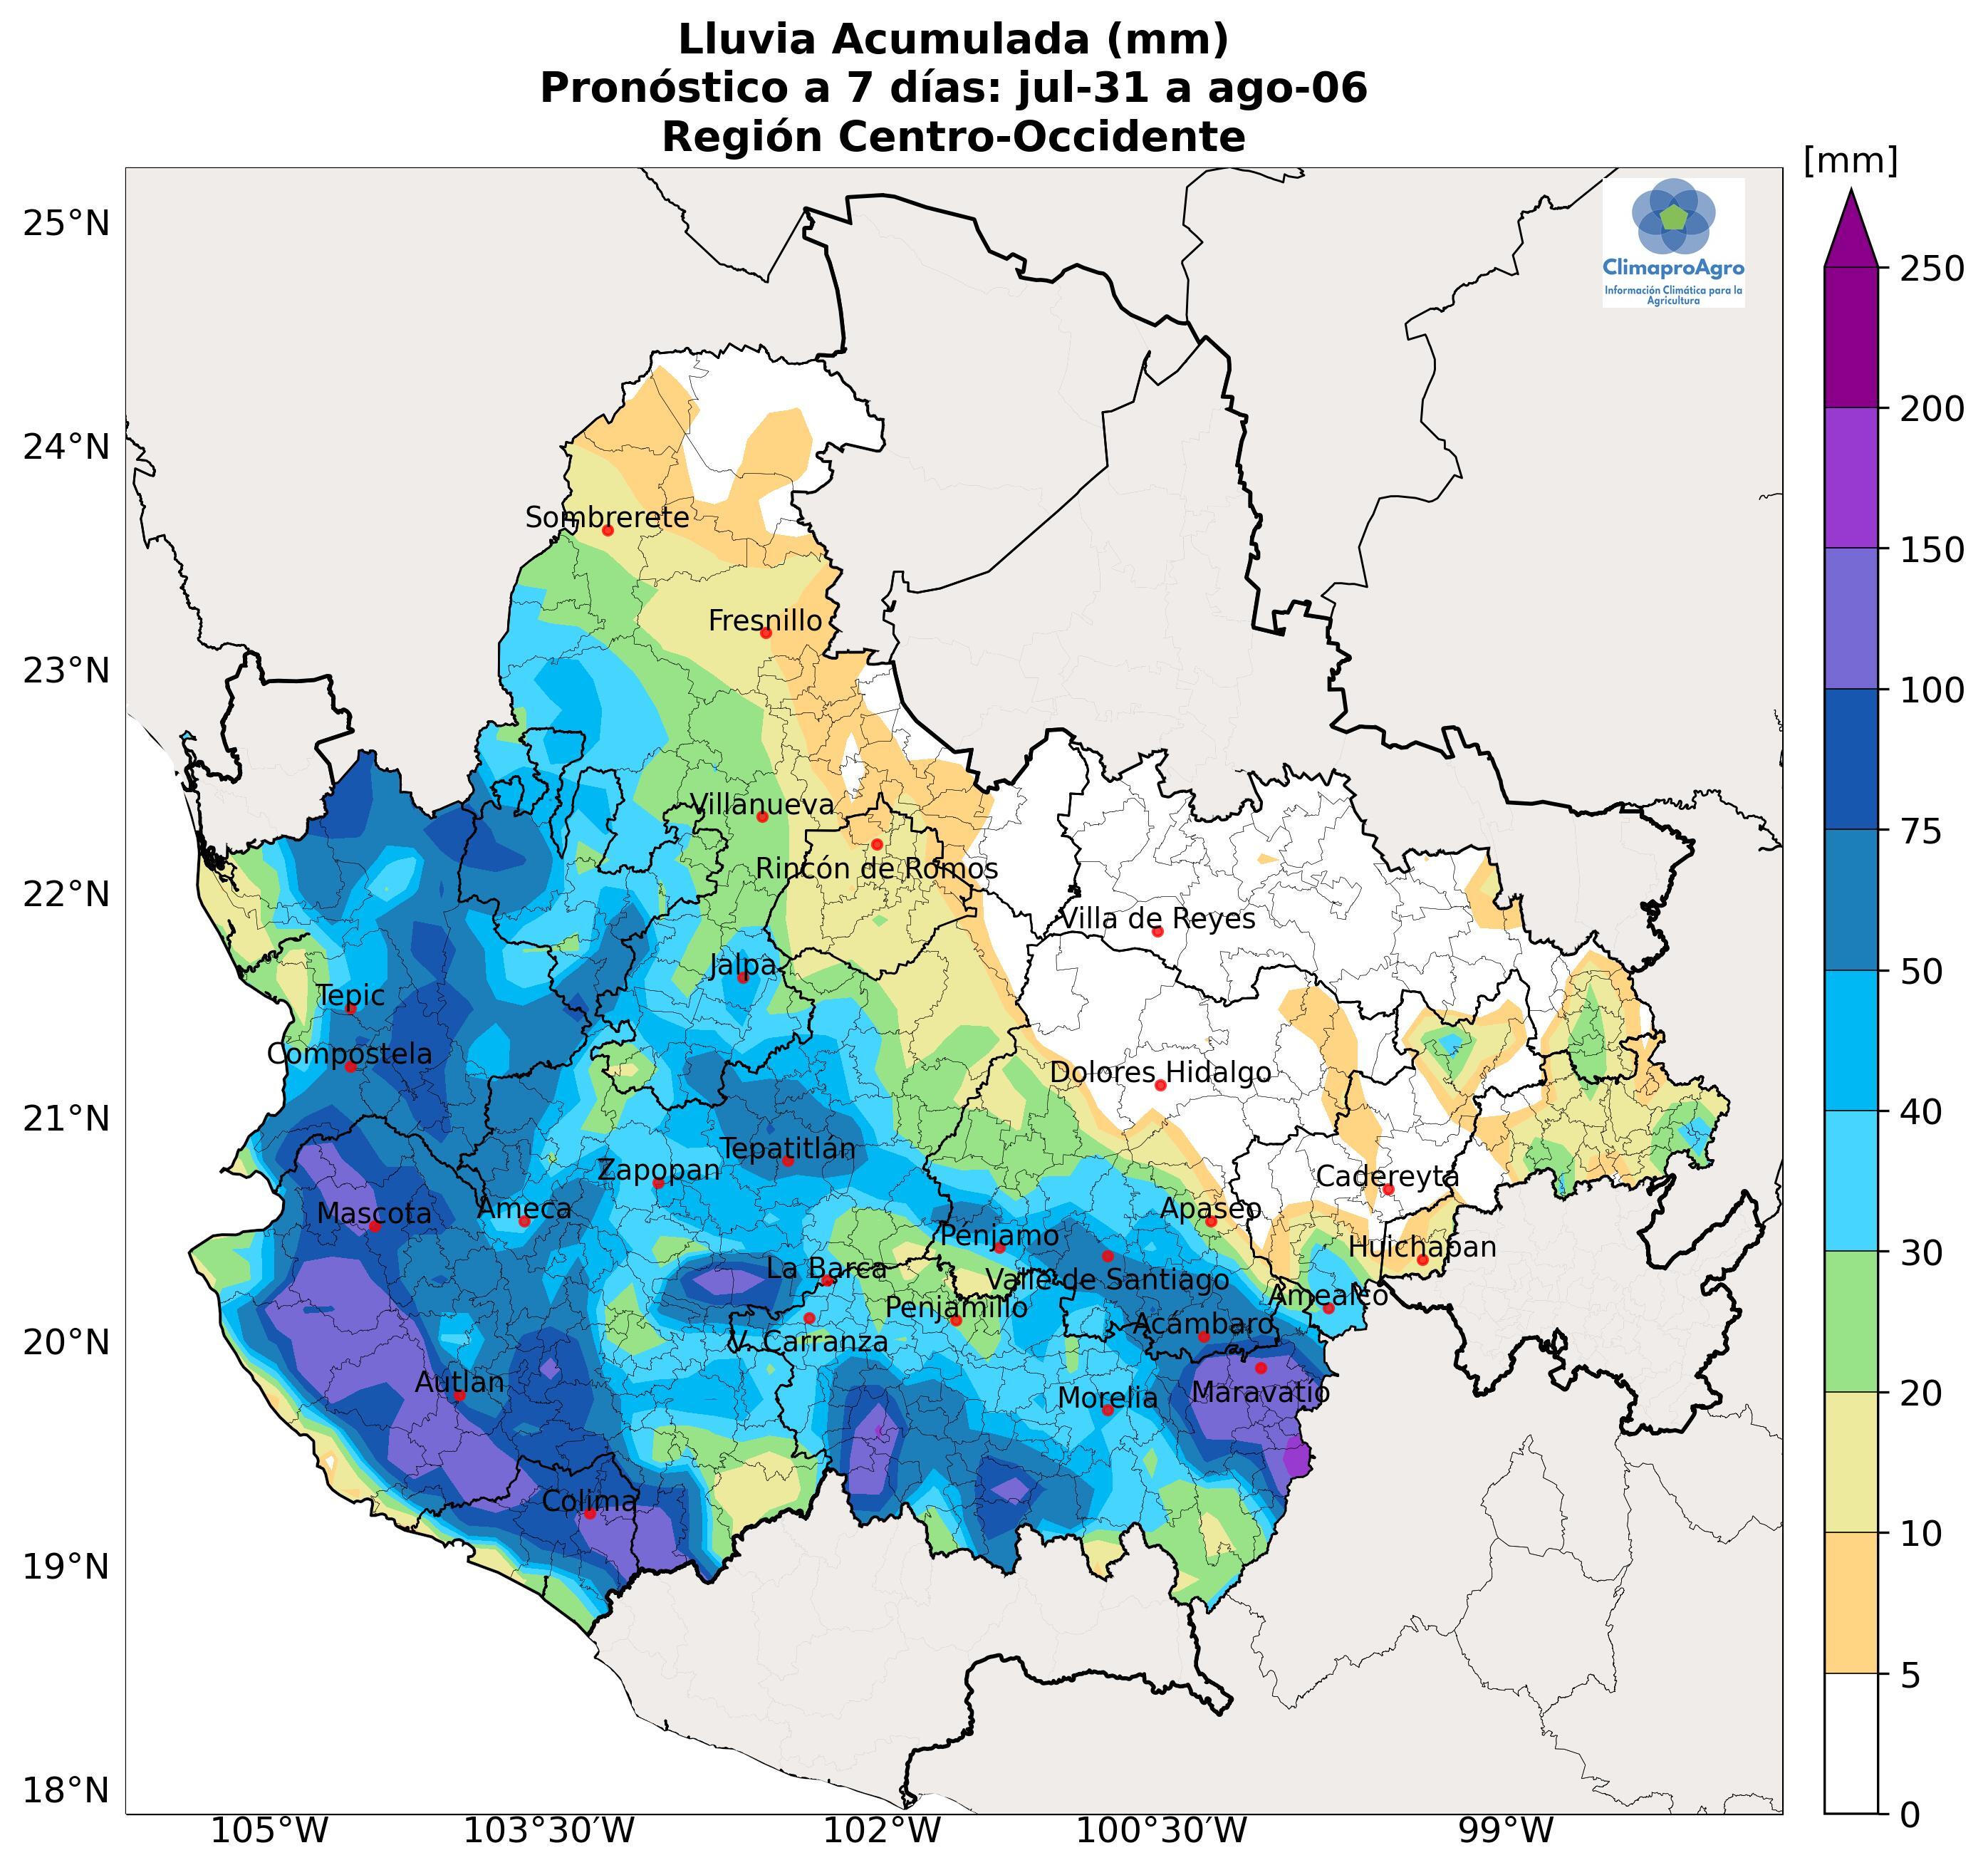 Lluvia Acumulada (mm)
Pronóstico a 7 días: jul-31 a ago-06
Región Centro-Occidente
[mm]
ClimaproAgro
Información Climática para la
Agricultura
25°N
24°N
23°N
22°N
21°N
20°N
19°N
18°N
Sombrerete
Fresnillo
Villanueva
Rincón de Romos
Villa de Reyes
Jalpa
Tepic
Compostela
Dolores Hidalgo
Tepatitlán
Zapopan
Cadereyta
Ameca
Mascota
Apaseo
Penjamo
Huichapan
La Barca
Valle de Santiago
Amealco
Penjamillo
Acámbaro
V. Carranza
Autlan
Morelia
Maravatío
Colima
105°W
103°30'W
102°W
100°30'W
99°W
250
200
150
100
75
50
40
30
20
10
5
0